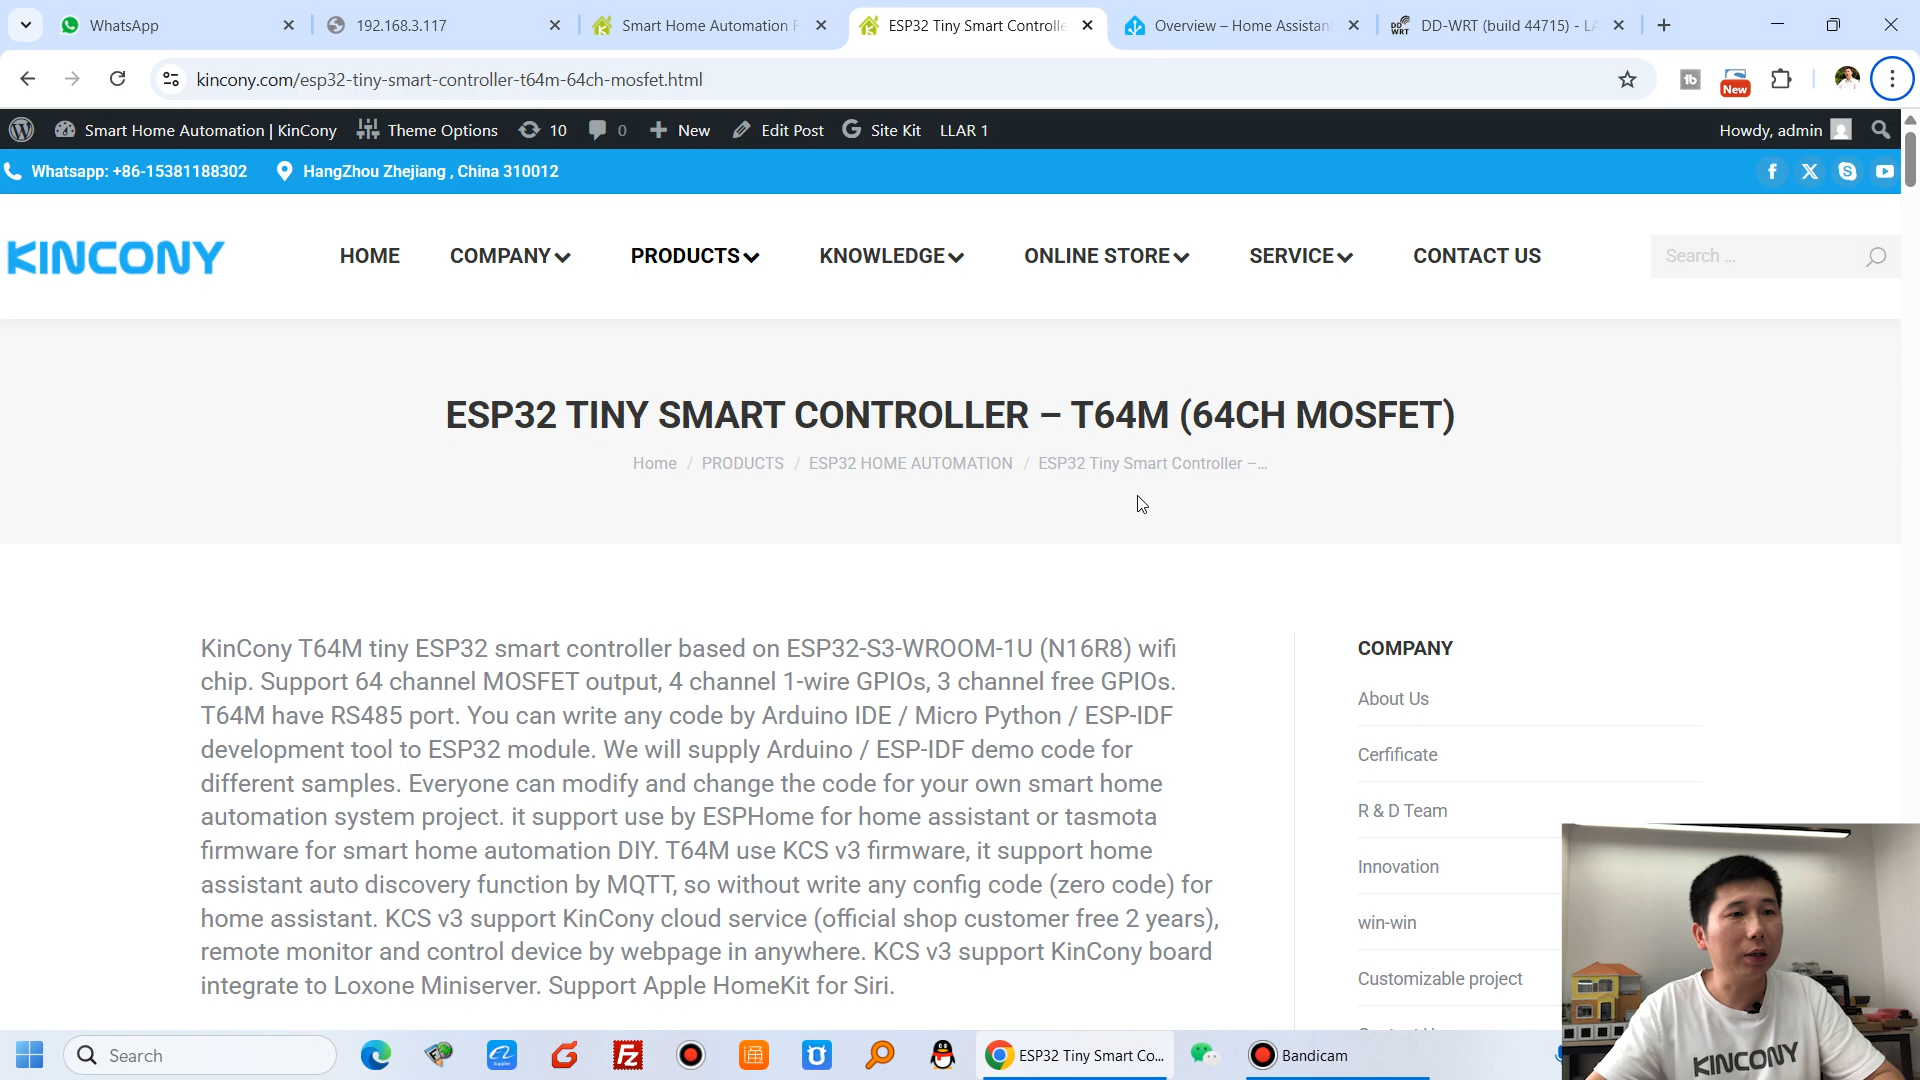 WhatsApp
192.168.3.117
Smart Home Automation F
ESP32 Tiny Smart Controlle
Overview – Home Assistan
DD-WRT (build 44715) - LA
kincony.com/esp32-tiny-smart-controller-t64m-64ch-mosfet.html
New
Smart Home Automation | KinCony
Theme Options
10
0
New
Edit Post
Site Kit
LLAR 1
Howdy, admin
Whatsapp: +86-15381188302
HangZhou Zhejiang , China 310012
KINCONY
HOME
COMPANY
PRODUCTS
KNOWLEDGE
ONLINE STORE
SERVICE
CONTACT US
Search ...
ESP32 TINY SMART CONTROLLER – T64M (64CH MOSFET)
Home / PRODUCTS / ESP32 HOME AUTOMATION / ESP32 Tiny Smart Controller –...
KinCony T64M tiny ESP32 smart controller based on ESP32-S3-WROOM-1U (N16R8) wifi
chip. Support 64 channel MOSFET output, 4 channel 1-wire GPIOs, 3 channel free GPIOs.
T64M have RS485 port. You can write any code by Arduino IDE / Micro Python / ESP-IDF
development tool to ESP32 module. We will supply Arduino / ESP-IDF demo code for
different samples. Everyone can modify and change the code for your own smart home
automation system project. it support use by ESPHome for home assistant or tasmota
firmware for smart home automation DIY. T64M use KCS v3 firmware, it support home
assistant auto discovery function by MQTT, so without write any config code (zero code) for
home assistant. KCS v3 support KinCony cloud service (official shop customer free 2 years),
remote monitor and control device by webpage in anywhere. KCS v3 support KinCony board
integrate to Loxone Miniserver. Support Apple HomeKit for Siri.
COMPANY
About Us
Cerfificate
R & D Team
Innovation
win-win
Customizable project
KINCONY
Search
ESP32 Tiny Smart Co...
Bandicam